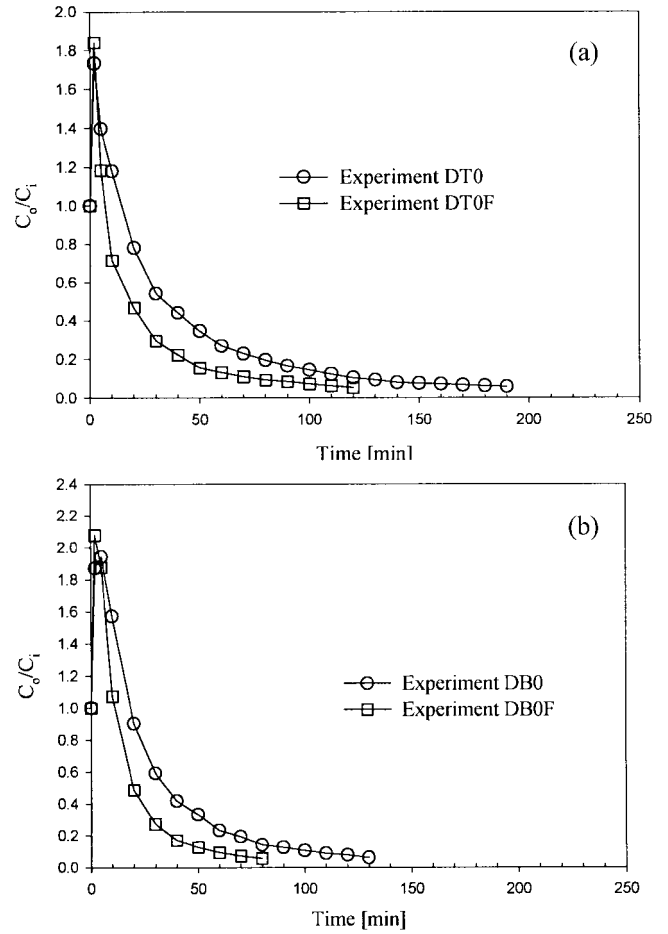 (a)
2.0
1.8
1.6
1.4
1.2
1.0
0.8
0.6
0.4
0.2
0.0
Cₒ/Cᵢ
Experiment DT0
Experiment DT0F
0 50 100 150 200 250
Time [min]
(b)
2.4
2.2
2.0
1.8
1.6
1.4
1.2
1.0
0.8
0.6
0.4
0.2
0.0
Cₒ/Cᵢ
Experiment DB0
Experiment DB0F
0 50 100 150 200 250
Time [min]